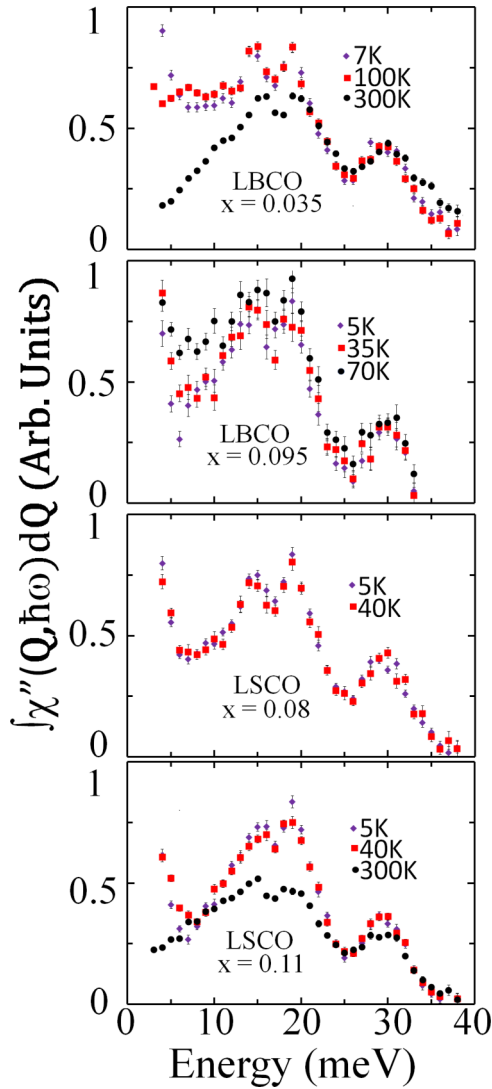 ∫χ″(Q,ħω)dQ (Arb. Units)
1
0.5
0
7K
100K
300K
LBCO
x = 0.035
1
0.5
0
5K
35K
70K
LBCO
x = 0.095
1
0.5
0
5K
40K
LSCO
x = 0.08
1
0.5
0
5K
40K
300K
LSCO
x = 0.11
0 10 20 30 40
Energy (meV)